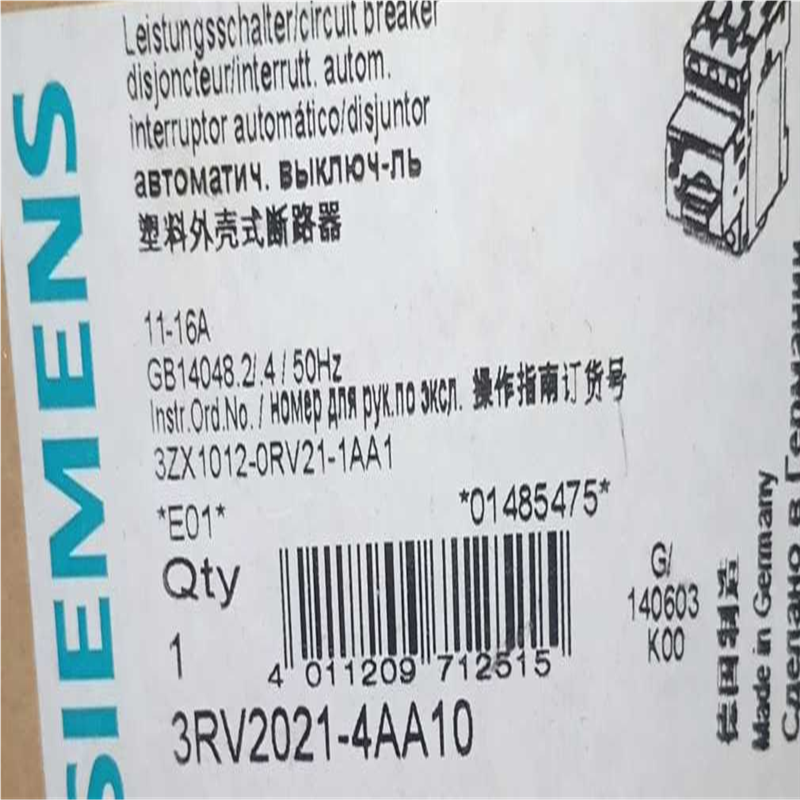 SIEMENS
Leistungsschalter/circuit breaker
disjoncteur/interrutt. autom.
interruptor automático/disjuntor
автоматич. выключ-ль
塑料外壳式断路器
11-16A
GB14048.2/.4 / 50Hz
Instr.Ord.No. / номер для рук.по экспл. 操作指南订货号
3ZX1012-0RV21-1AA1
*E01*
*01485475*
Qty
1
4 011209 712515
3RV2021-4AA10
G/
140603
K00
德国制造
Made in Germany
Сделано в Германии